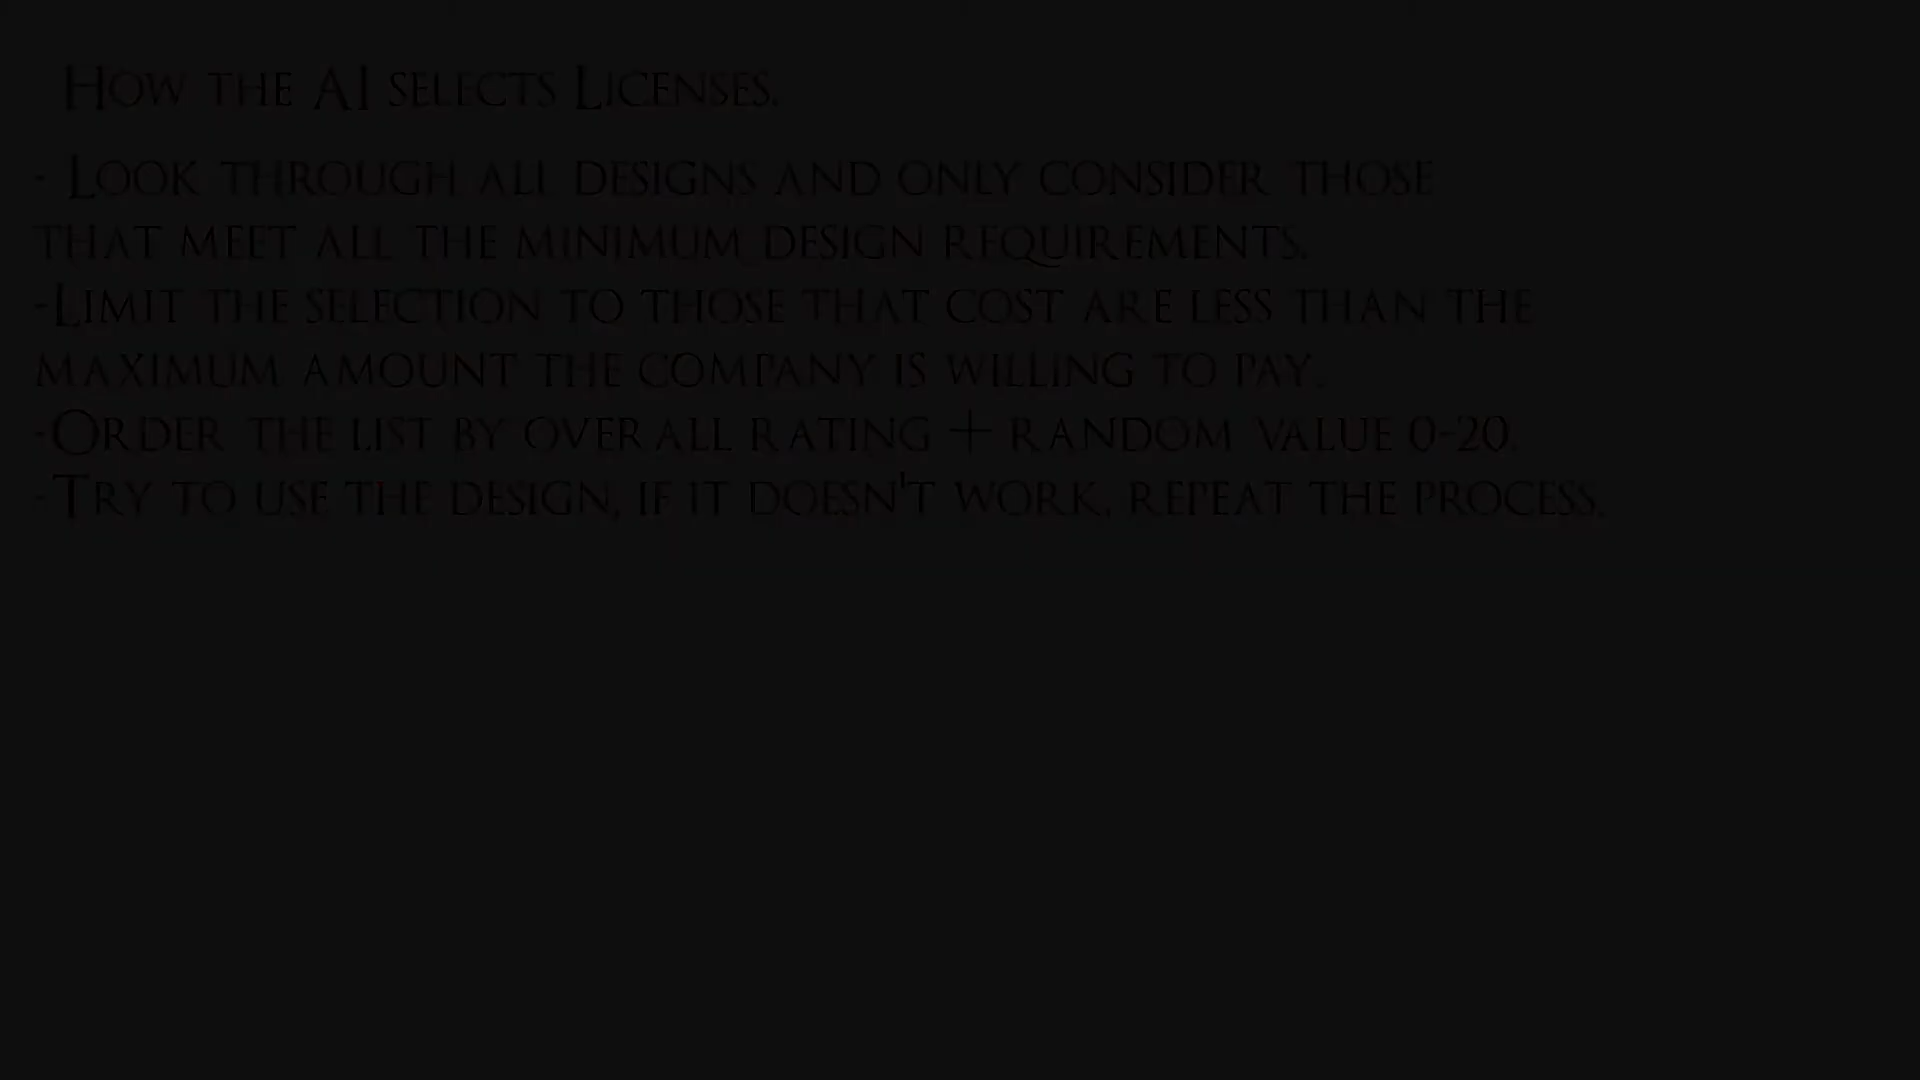 How the AI selects Licenses.
- Look through all designs and only consider those
that meet all the minimum design requirements.
-Limit the selection to those that cost are less than the
maximum amount the company is willing to pay.
-Order the list by overall rating + random value 0-20.
-Try to use the design, if it doesn't work, repeat the process.